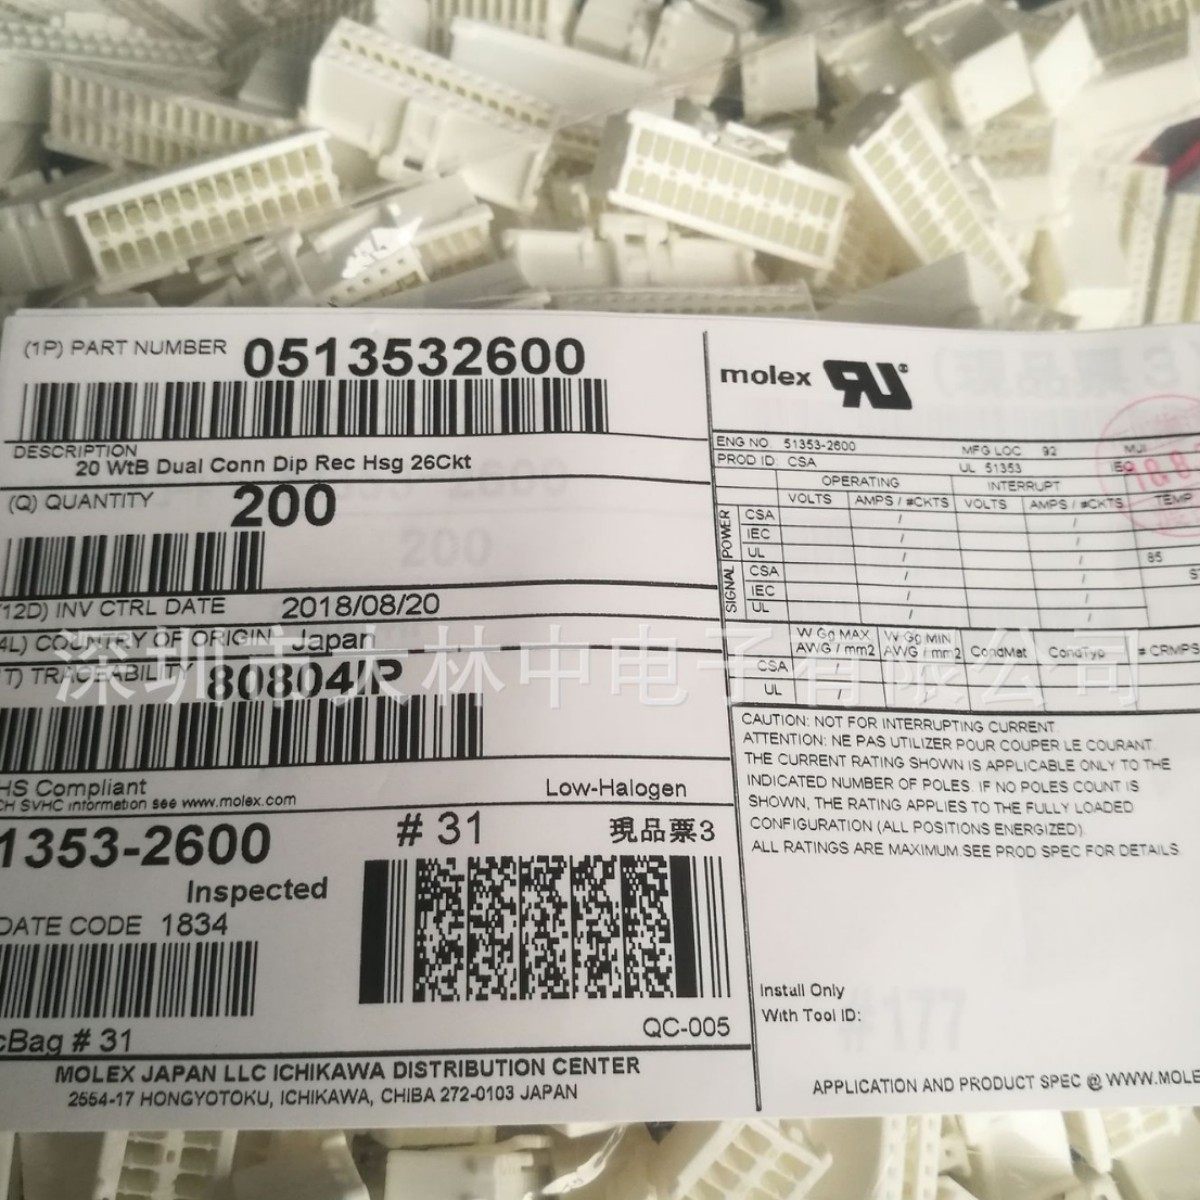 (1P) PART NUMBER 0513532600
DESCRIPTION
20 WtB Dual Conn Dip Rec Hsg 26Ckt
(Q) QUANTITY 200
200
12D) INV CTRL DATE 2018/08/20
4L) COUNTRY OF ORIGIN Japan
T) TRACEABILITY 80804JP
深圳市大林中电子有限公司
HS Compliant
CH SVHC information see www.molex.com
Low-Halogen
1353-2600
# 31
現品票3
Inspected
DATE CODE 1834
cBag # 31
QC-005
MOLEX JAPAN LLC ICHIKAWA DISTRIBUTION CENTER
2554-17 HONGYOTOKU, ICHIKAWA, CHIBA 272-0103 JAPAN
molex
ENG NO. 51353-2600 MFG LOC 92
PROD ID: CSA UL 51353
OPERATING INTERRUPT
VOLTS AMPS / #CKTS VOLTS AMPS / #CKTS TEMP
POWER
CSA / /
IEC / /
UL / / 85
SIGNAL
CSA / /
IEC / /
UL / /
W Gg MAX W Gg MIN
AWG / mm2 AWG / mm2 CondMat CondTyp # CRMPS
CSA /
UL /
CAUTION: NOT FOR INTERRUPTING CURRENT.
ATTENTION: NE PAS UTILIZER POUR COUPER LE COURANT.
THE CURRENT RATING SHOWN IS APPLICABLE ONLY TO THE
INDICATED NUMBER OF POLES. IF NO POLES COUNT IS
SHOWN, THE RATING APPLIES TO THE FULLY LOADED
CONFIGURATION (ALL POSITIONS ENERGIZED).
ALL RATINGS ARE MAXIMUM.SEE PROD SPEC FOR DETAILS.
Install Only
With Tool ID:
#177
APPLICATION AND PRODUCT SPEC @ WWW.MOLE